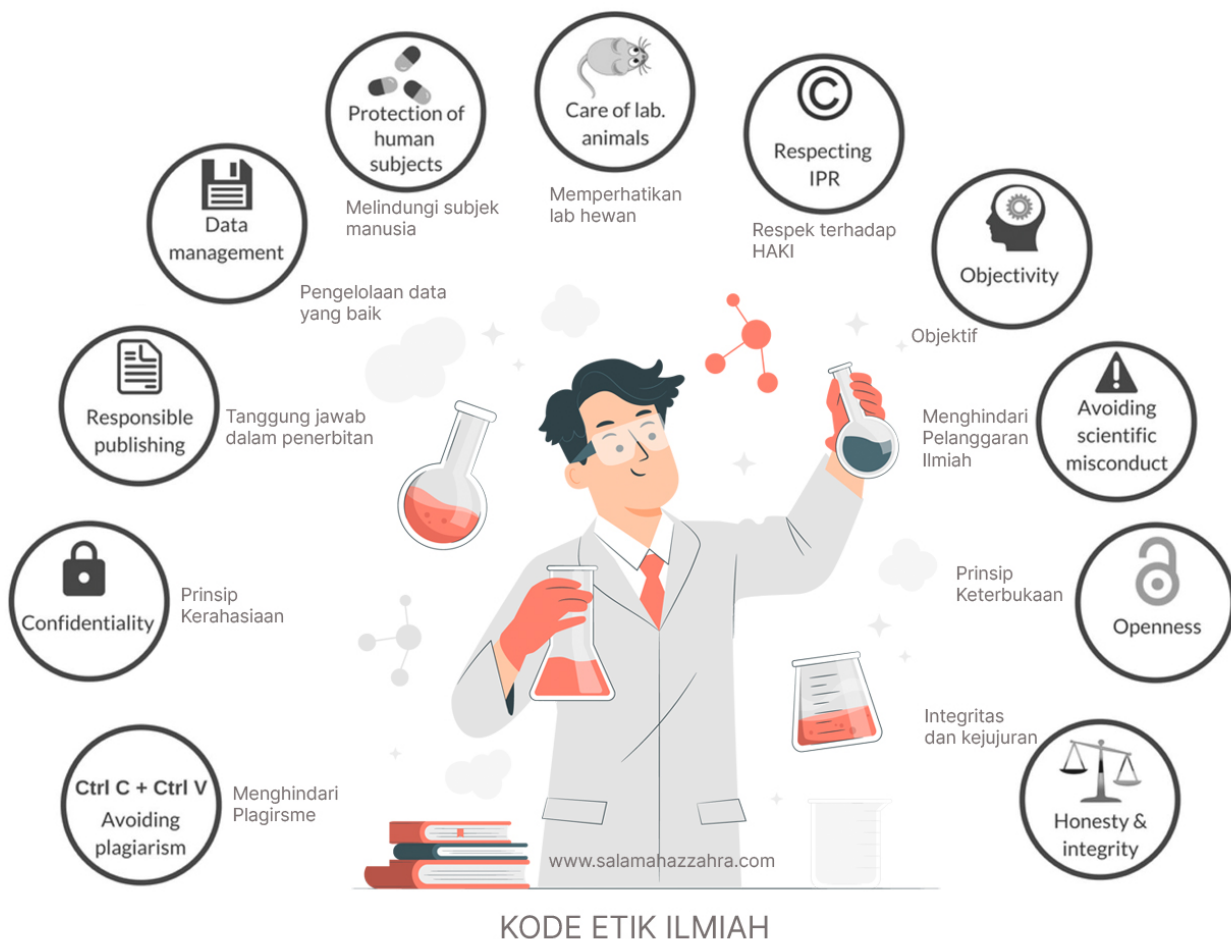 Protection of
human
subjects
Melindungi subjek
manusia
Care of lab.
animals
Memperhatikan
lab hewan
©
Respecting
IPR
Respek terhadap
HAKI
Data
management
Pengelolaan data
yang baik
Objectivity
Objektif
Responsible
publishing
Tanggung jawab
dalam penerbitan
Avoiding
scientific
misconduct
Menghindari
Pelanggaran
Ilmiah
Confidentiality
Prinsip
Kerahasiaan
Openness
Prinsip
Keterbukaan
Ctrl C + Ctrl V
Avoiding
plagiarism
Menghindari
Plagirsme
Honesty &
integrity
Integritas
dan kejujuran
www.salamahazzahra.com
KODE ETIK ILMIAH